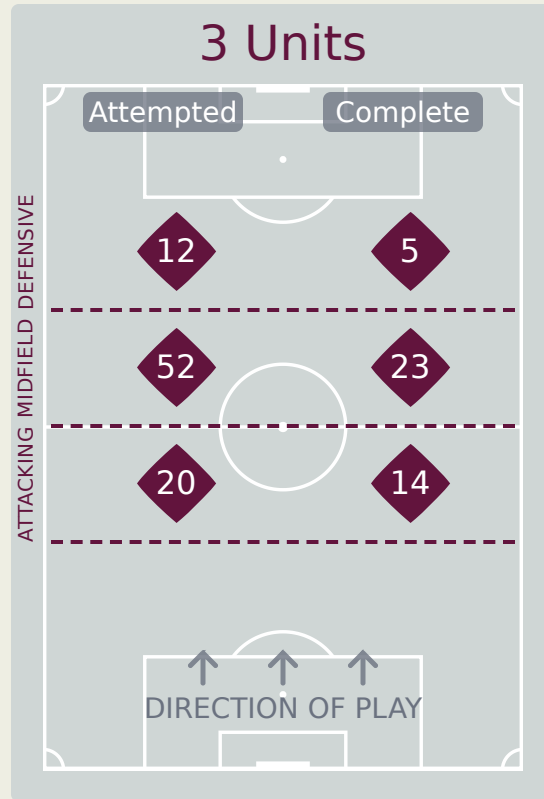 3 Units
Attempted Complete
ATTACKING MIDFIELD DEFENSIVE
12 5
52 23
20 14
DIRECTION OF PLAY